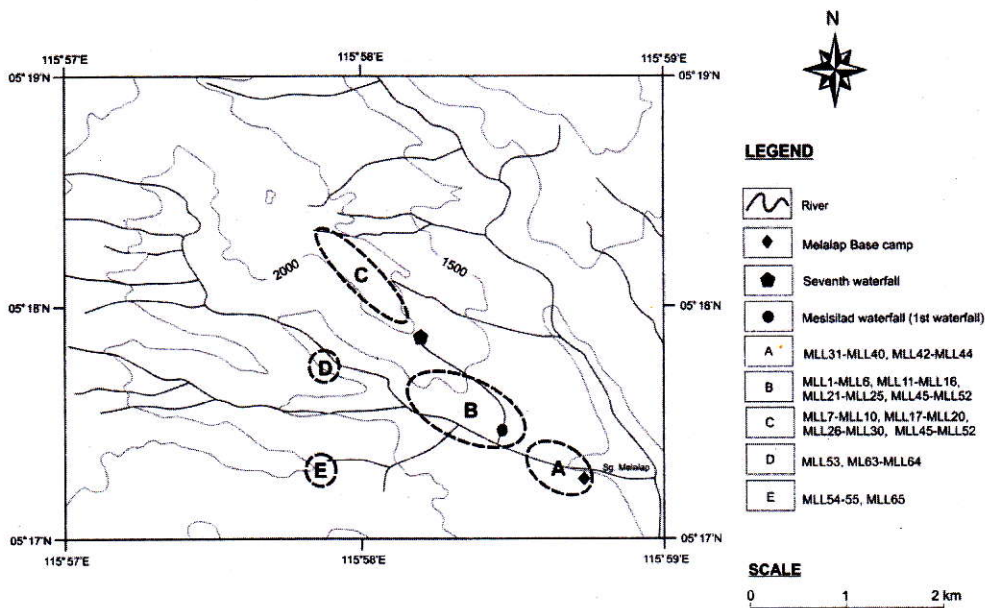 N
115°57'E 115°58'E 115°59'E
05°19'N 05°19'N
2000
1500
C
05°18'N 05°18'N
D
B
E
A
Sg. Melalap
05°17'N 05°17'N
115°57'E 115°58'E 115°59'E
LEGEND
River
Melalap Base camp
Seventh waterfall
Mesisilad waterfall (1st waterfall)
A MLL31-MLL40, MLL42-MLL44
B MLL1-MLL6, MLL11-MLL16,
MLL21-MLL25, MLL45-MLL52
C MLL7-MLL10, MLL17-MLL20,
MLL26-MLL30, MLL45-MLL52
D MLL53, ML63-MLL64
E MLL54-55, MLL65
SCALE
0 1 2 km